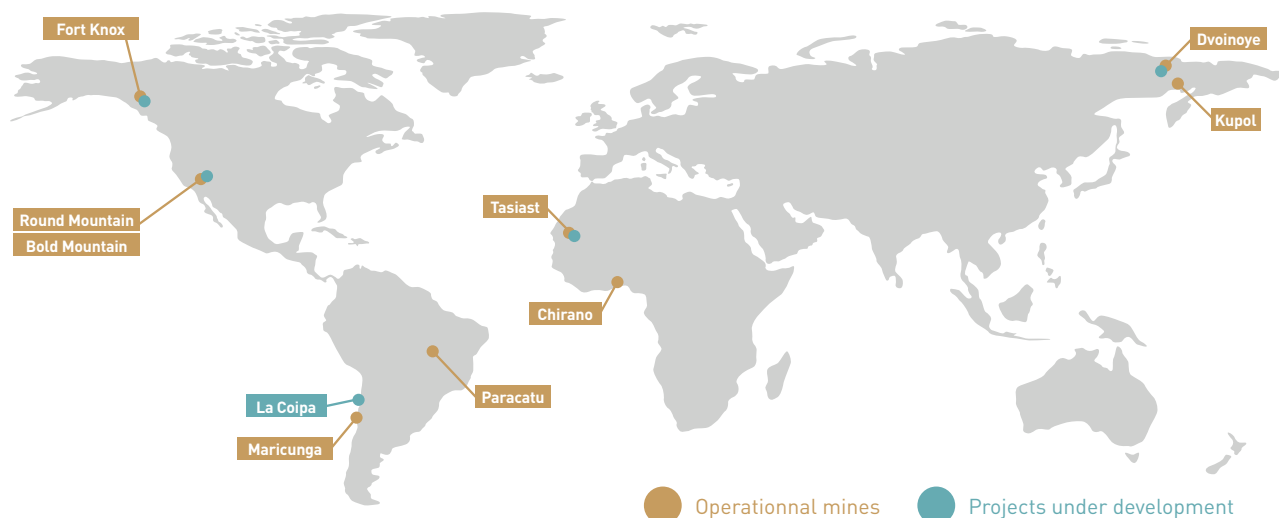 Fort Knox
Dvoinoye
Kupol
Round Mountain
Bold Mountain
Tasiast
Chirano
La Coipa
Paracatu
Maricunga
Operationnal mines
Projects under development